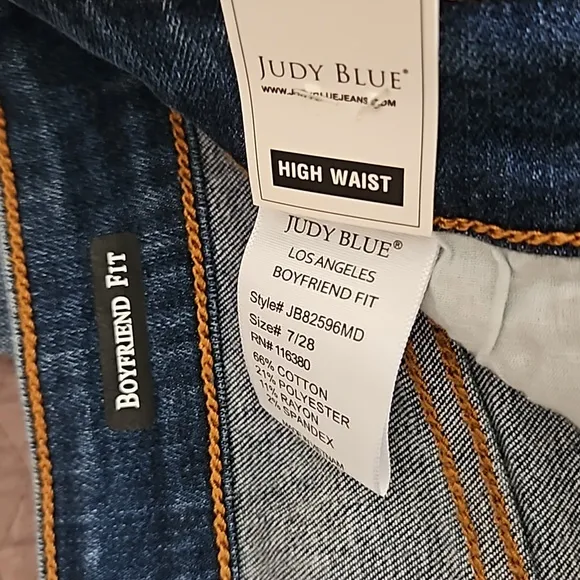 JUDY BLUE®
HIGH WAIST
JUDY BLUE®
LOS ANGELES
BOYFRIEND FIT
Style# JB82596MD
Size# 7/28
RN# 116380
66% COTTON
21% POLYESTER
11% RAYON
2% SPANDEX
BOYFRIEND FIT